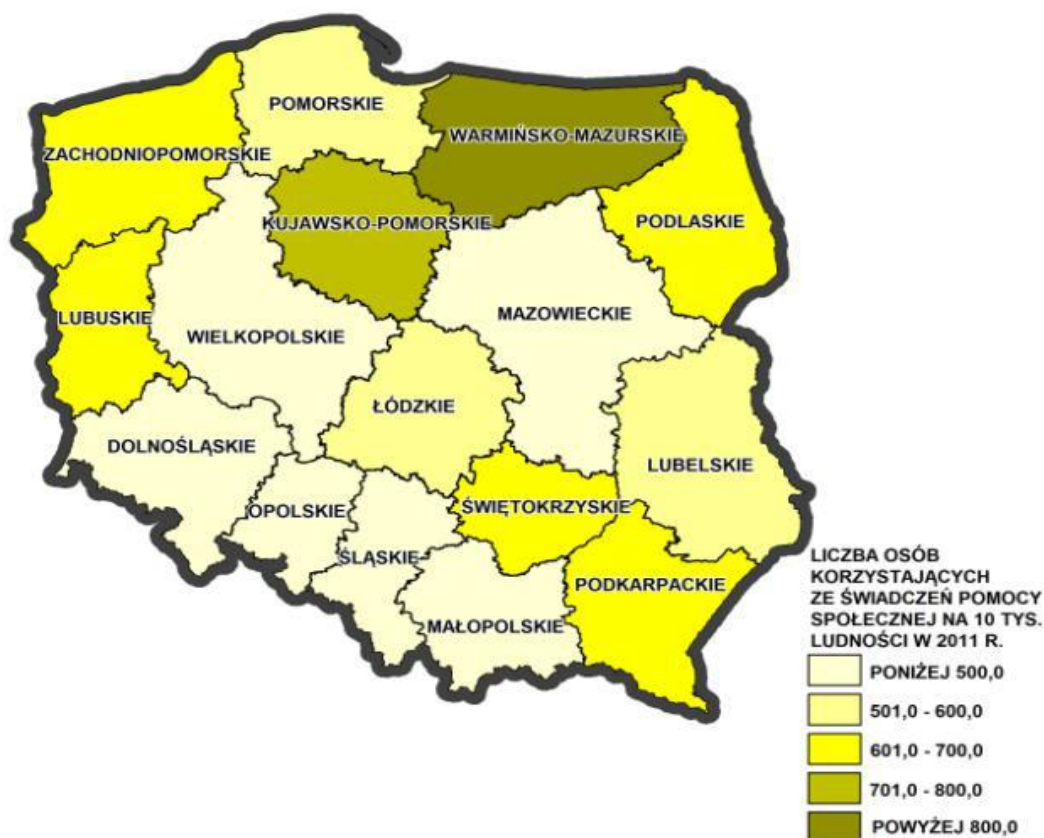 POMORSKIE
WARMIŃSKO-MAZURSKIE
ZACHODNIOPOMORSKIE
KUJAWSKO-POMORSKIE
PODLASKIE
LUBUSKIE
WIELKOPOLSKIE
MAZOWIECKIE
ŁÓDZKIE
DOLNOŚLĄSKIE
LUBELSKIE
OPOLSKIE
ŚWIĘTOKRZYSKIE
ŚLĄSKIE
PODKARPACKIE
MAŁOPOLSKIE
LICZBA OSÓB
KORZYSTAJĄCYCH
ZE ŚWIADCZEŃ POMOCY
SPOŁECZNEJ NA 10 TYS.
LUDNOŚCI W 2011 R.
PONIŻEJ 500,0
501,0 - 600,0
601,0 - 700,0
701,0 - 800,0
POWYŻEJ 800,0